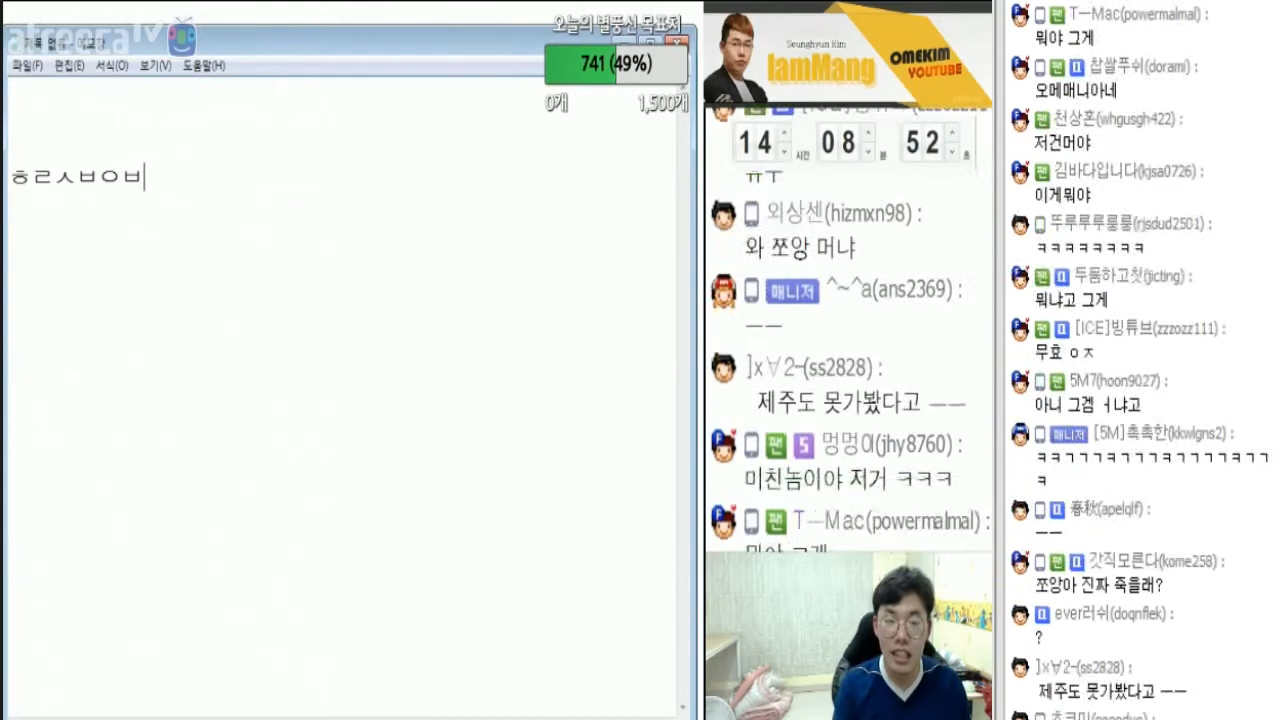 afreecaTV
오늘의 별풍선 목표치
파일(F) 편집(E) 서식(O) 보기(V) 도움말(H)
741 (49%)
0개 1,500개
ㅎㄹㅅㅂㅇㅂ
Seunghyun Kim
IamMang
OMEKIM
YOUTUBE
14 시간 08 분 52 초
ㅠㅜ
외상센(hizmxn98) :
와 쪼앙 머냐
매니저 ^~^a(ans2369) :
ㅡㅡ
]x∀2-(ss2828) :
제주도 못가봤다고 ㅡㅡ
팬 S 멍멍이(jhy8760) :
미친놈이야 저거 ㅋㅋㅋ
팬 T—Mac(powermalmal) :
뭐야 그게
팬 T—Mac(powermalmal) :
뭐야 그게
팬 찹쌀푸쉬(dorami) :
오메매니아네
팬 천상혼(whgusgh422) :
저건머야
팬 김바다입니다(kjsa0726) :
이게뭐야
뚜루루루룽룽(rjsdud2501) :
ㅋㅋㅋㅋㅋㅋㅋㅋ
팬 두품하고첫(jicting) :
뭐냐고 그게
팬 [ICE]빙튜브(zzzozz111) :
무효 ㅇㅈ
팬 5M7(hoon9027) :
아니 그겜 ㅓ냐고
매니저 [5M]촉촉한(kkwlgns2) :
ㅋㅋㄱㄱㄱㅋㄱㄱㄱㅋㄱㄱㄱㄱㅋㄱㄱ
ㅋ
春秋(apelqlf) :
ㅡㅡ
팬 갓직모른다(kome258) :
쪼앙아 진짜 죽을래?
ever러쉬(doqnflek) :
?
]x∀2-(ss2828) :
제주도 못가봤다고 ㅡㅡ